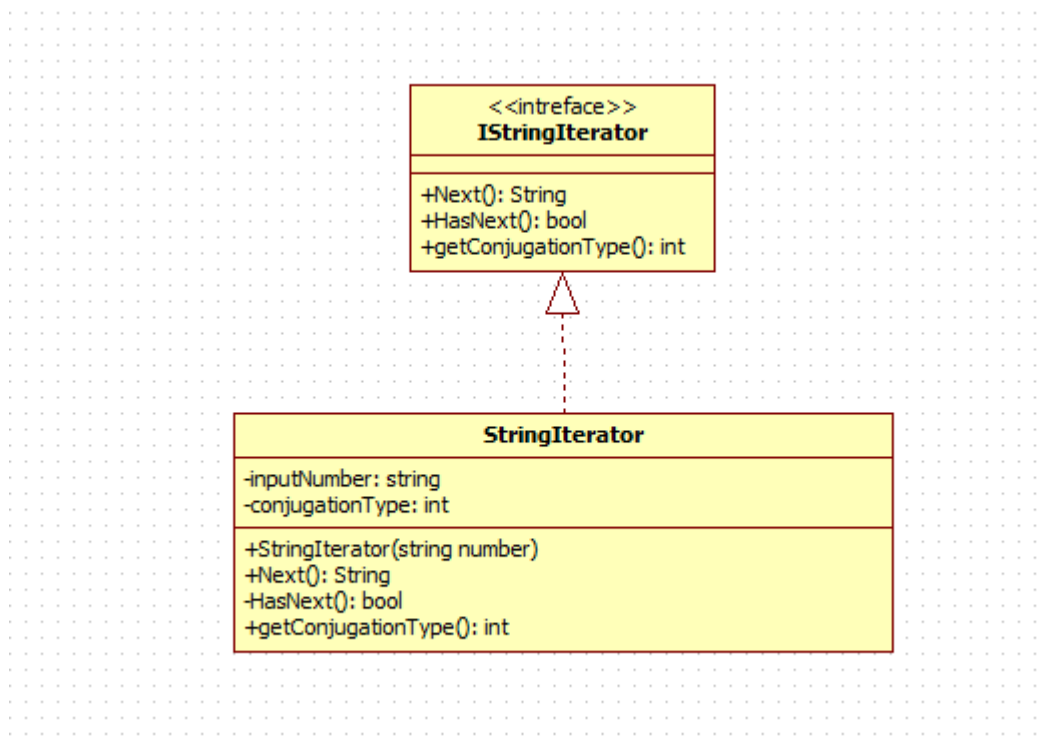 <<intreface>>
IStringIterator
+Next(): String
+HasNext(): bool
+getConjugationType(): int
StringIterator
-inputNumber: string
-conjugationType: int
+StringIterator(string number)
+Next(): String
-HasNext(): bool
+getConjugationType(): int